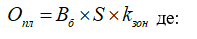 Oпл = Bб × S × kзон де: